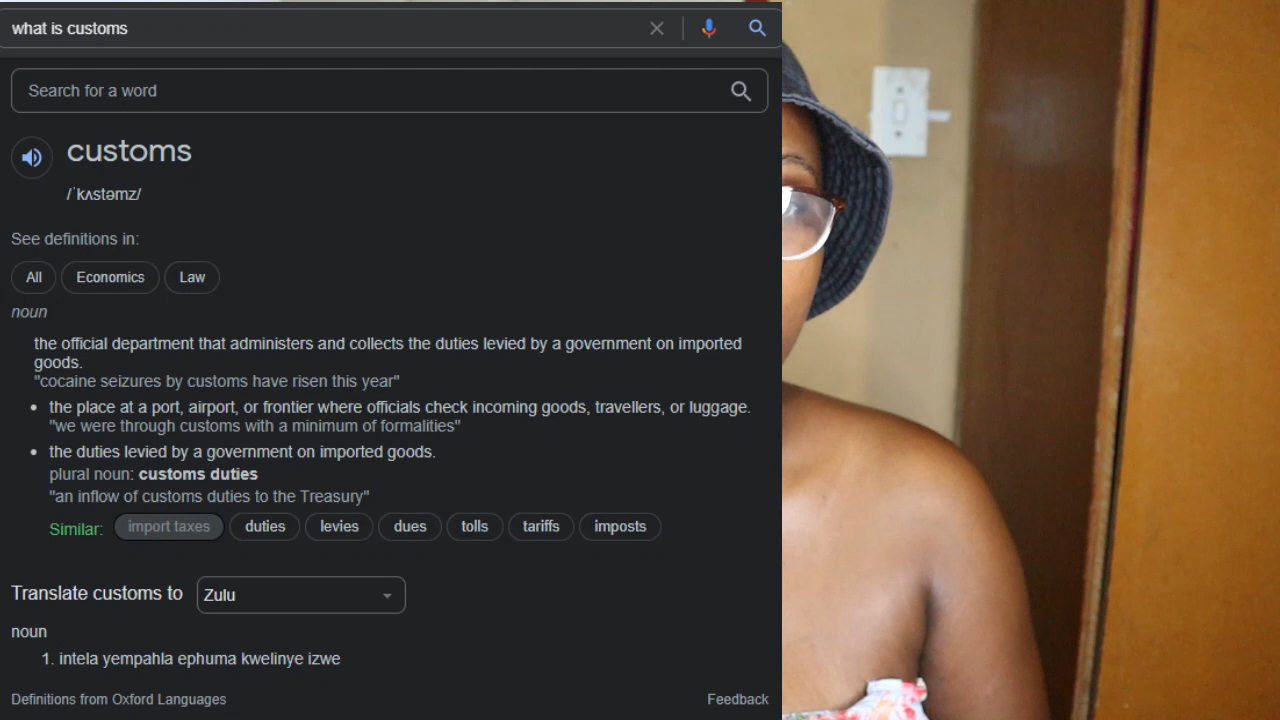 what is customs
Search for a word
customs
/ˈkʌstəmz/
See definitions in:
All Economics Law
noun
the official department that administers and collects the duties levied by a government on imported
goods.
"cocaine seizures by customs have risen this year"
• the place at a port, airport, or frontier where officials check incoming goods, travellers, or luggage.
"we were through customs with a minimum of formalities"
• the duties levied by a government on imported goods.
plural noun: customs duties
"an inflow of customs duties to the Treasury"
Similar: import taxes duties levies dues tolls tariffs imposts
Translate customs to Zulu
noun
1. intela yempahla ephuma kwelinye izwe
Definitions from Oxford Languages Feedback